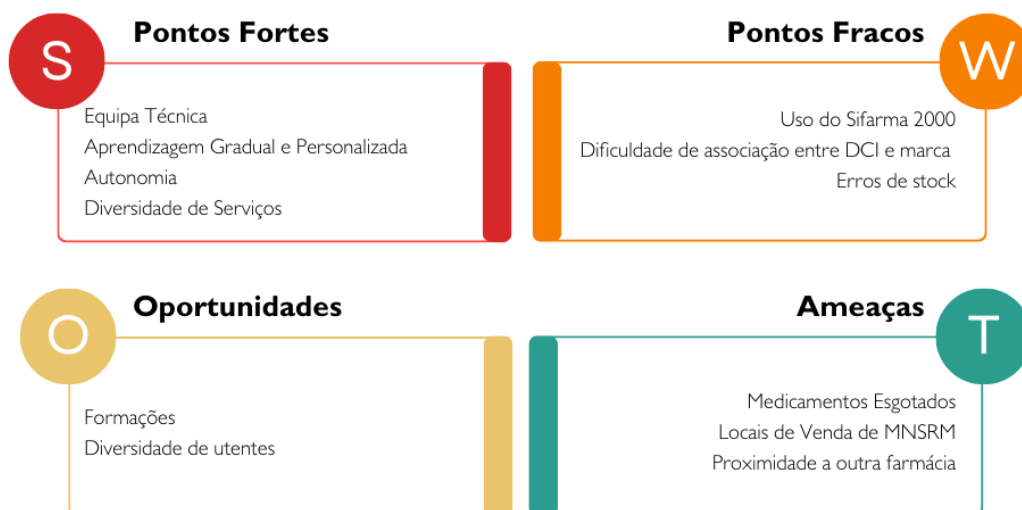 S
Pontos Fortes
Equipa Técnica
Aprendizagem Gradual e Personalizada
Autonomia
Diversidade de Serviços
W
Pontos Fracos
Uso do Sifarma 2000
Dificuldade de associação entre DCI e marca
Erros de stock
O
Oportunidades
Formações
Diversidade de utentes
T
Ameaças
Medicamentos Esgotados
Locais de Venda de MNSRM
Proximidade a outra farmácia